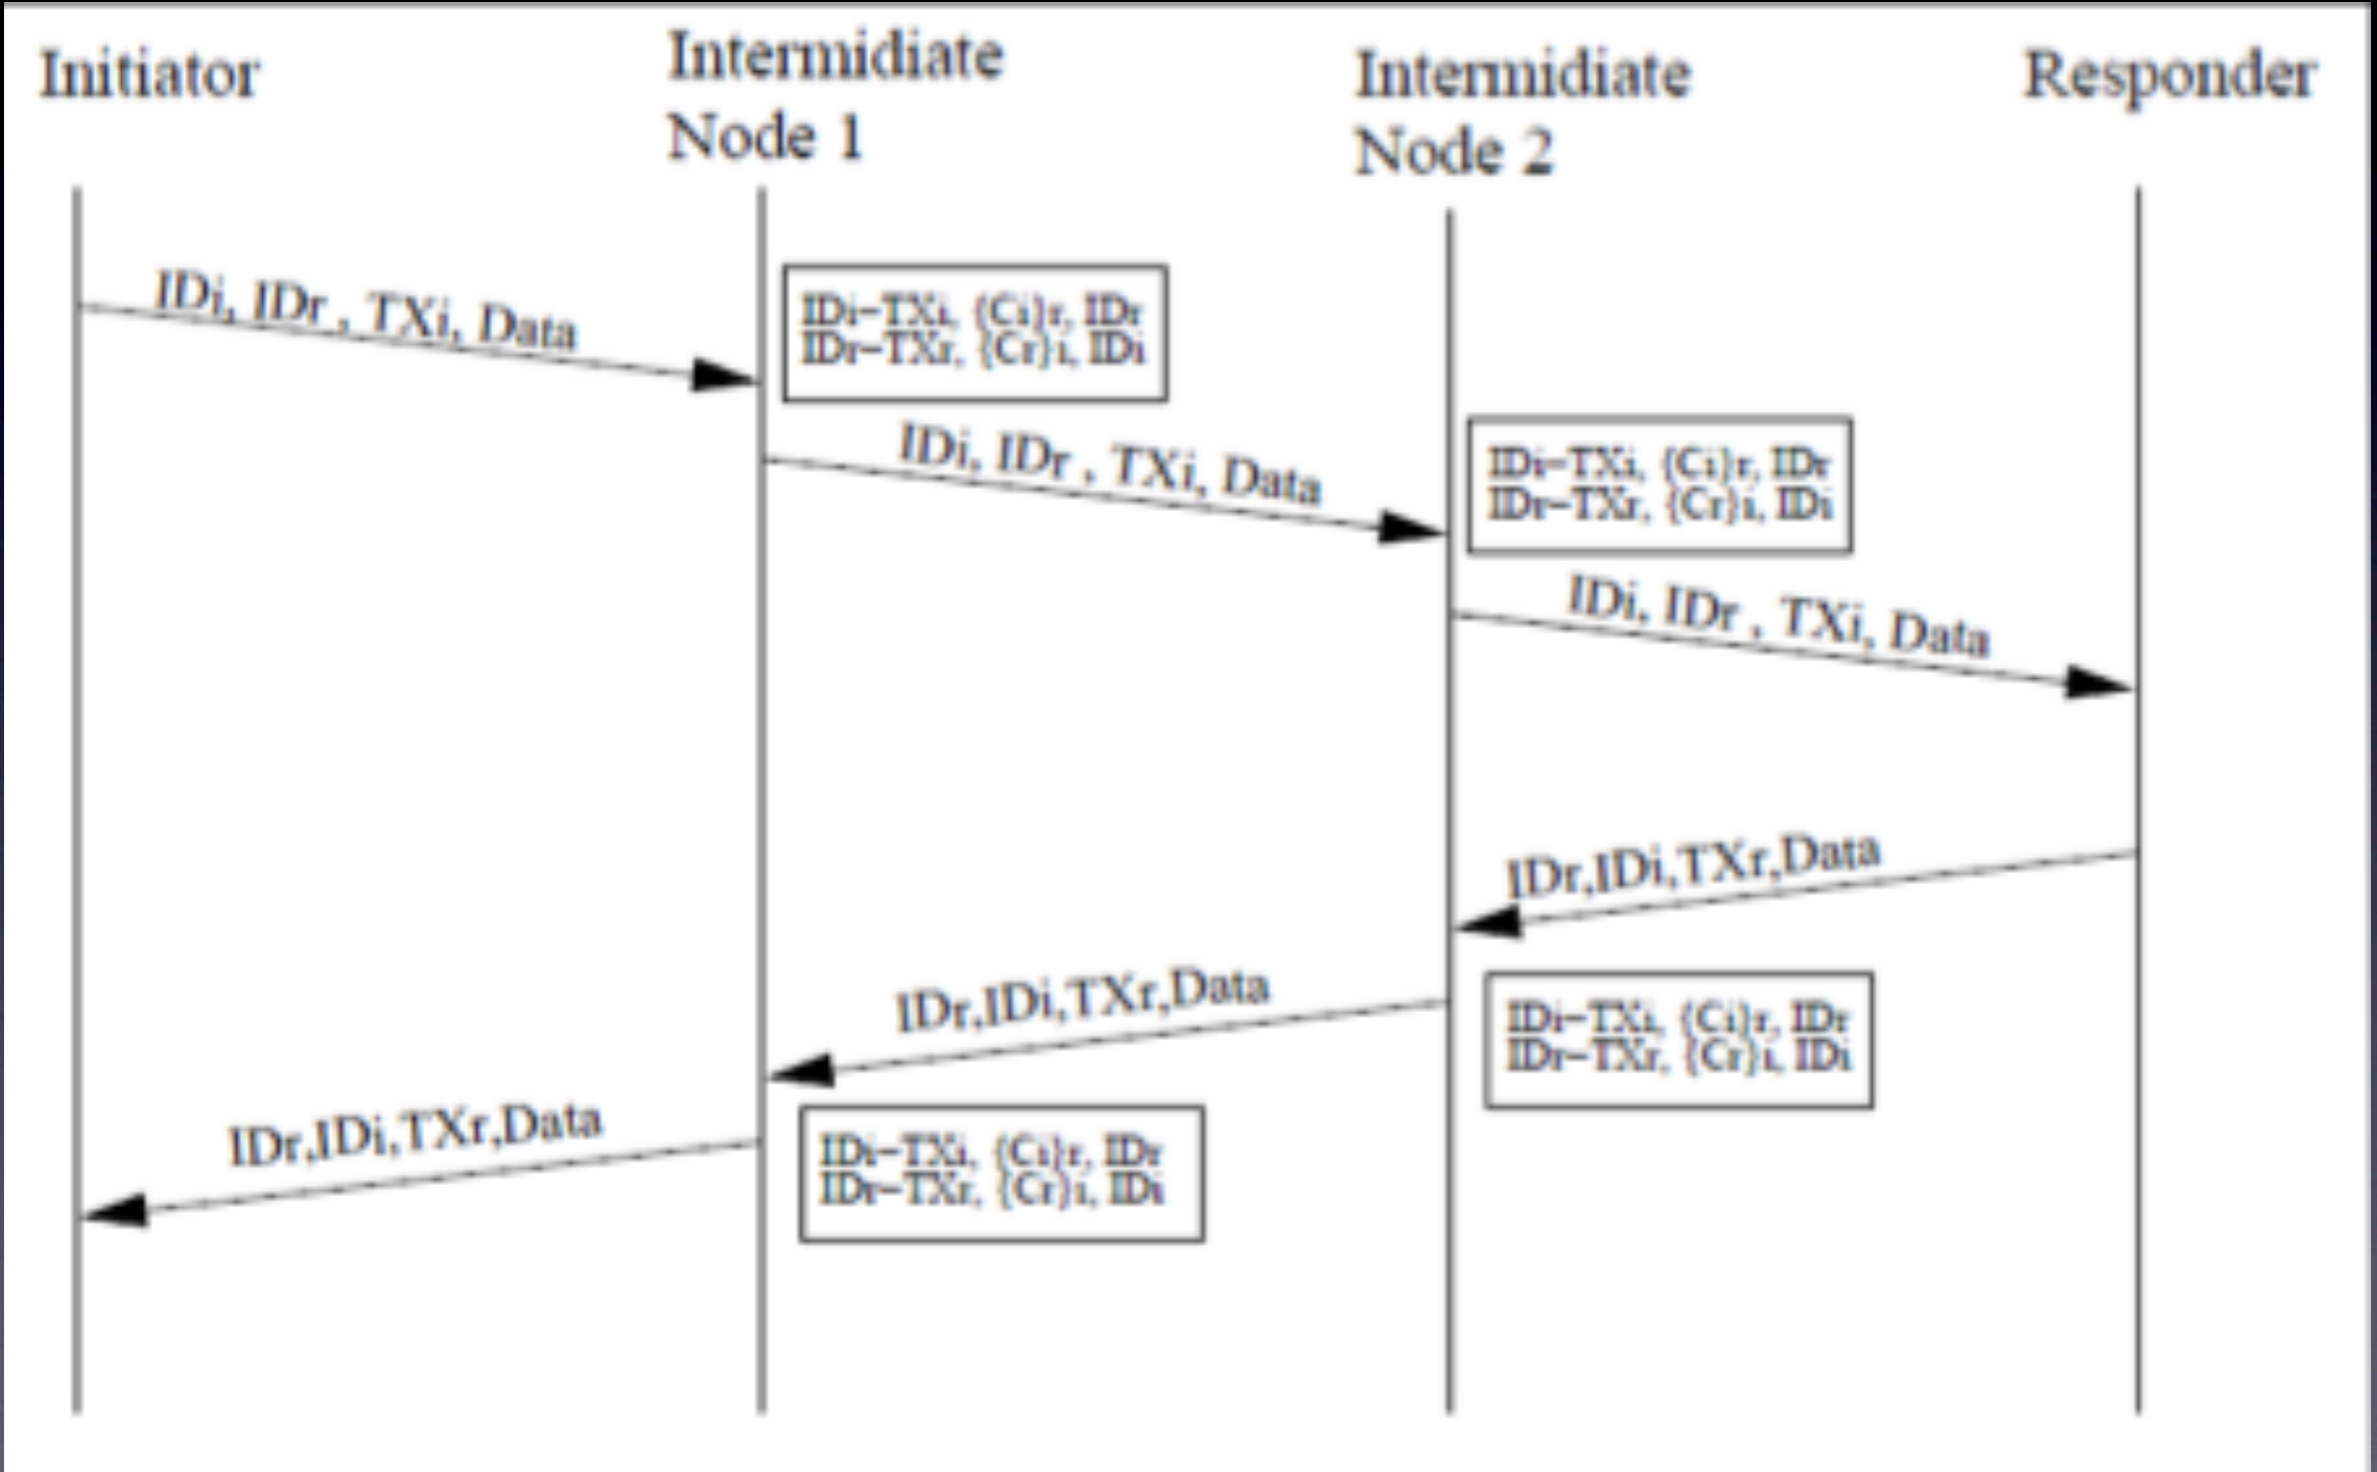 Initiator
Intermidiate
Node 1
Intermidiate
Node 2
Responder
IDi, IDr , TXi, Data
IDi-TXi, {Ci}r, IDr
IDr-TXr, {Cr}i, IDi
IDi, IDr , TXi, Data
IDi-TXi, {Ci}r, IDr
IDr-TXr, {Cr}i, IDi
IDi, IDr , TXi, Data
IDr,IDi,TXr,Data
IDr,IDi,TXr,Data
IDi-TXi, {Ci}r, IDr
IDr-TXr, {Cr}i, IDi
IDr,IDi,TXr,Data
IDi-TXi, {Ci}r, IDr
IDr-TXr, {Cr}i, IDi